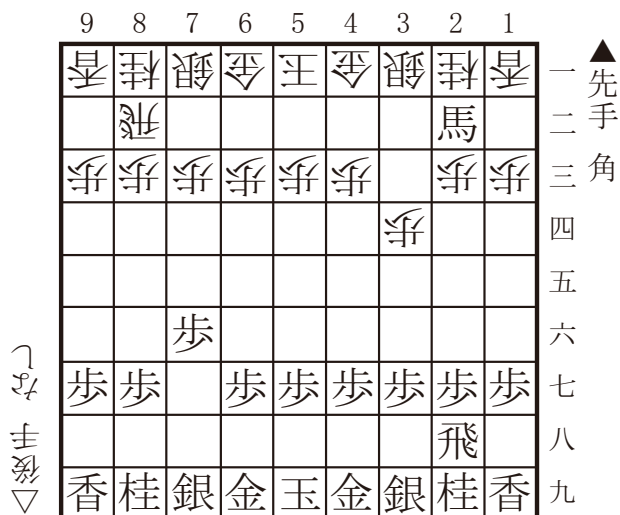 9 8 7 6 5 4 3 2 1
香 桂 銀 金 王 金 銀 桂 香 一
飛 馬 二
歩 歩 歩 歩 歩 歩 歩 歩 三
歩 四
五
歩 六
歩 歩 歩 歩 歩 歩 歩 歩 七
飛 八
香 桂 銀 金 玉 金 銀 桂 香 九
▲先手 角
△後手 なし